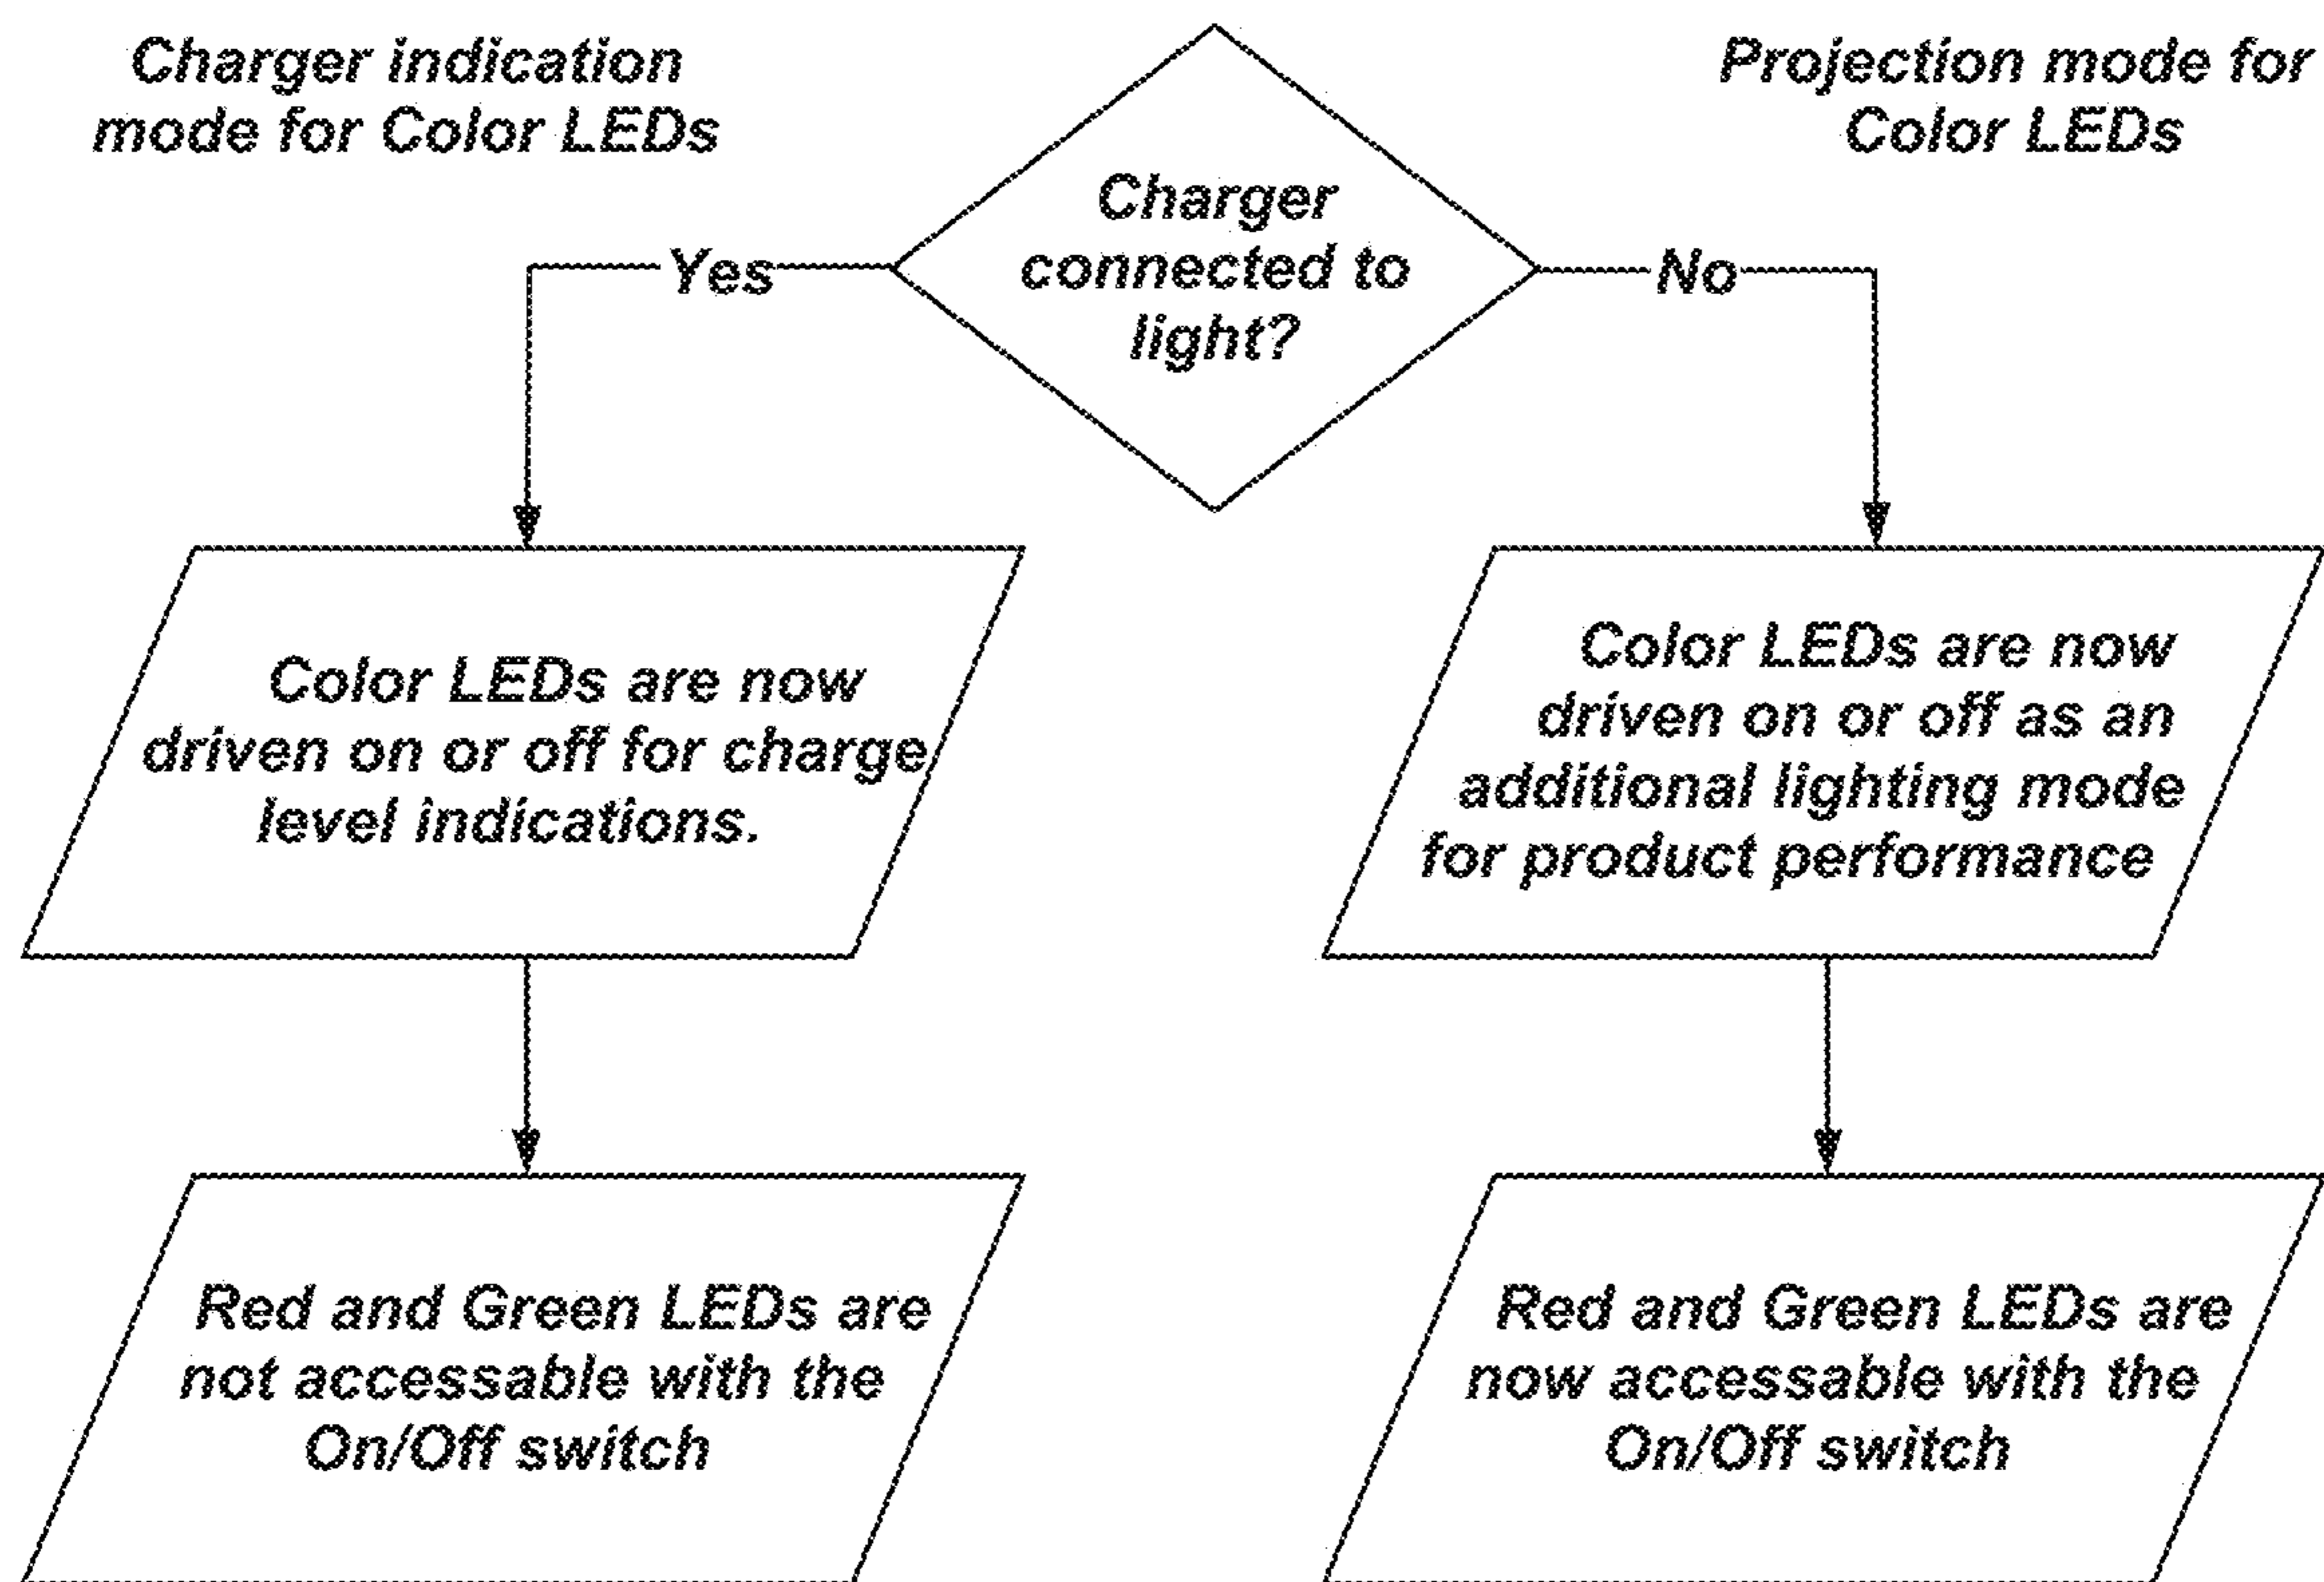 Charger indication
mode for Color LEDs
Projection mode for
Color LEDs
Charger
connected to
light?
Yes
No
Color LEDs are now
driven on or off for charge
level indications.
Color LEDs are now
driven on or off as an
additional lighting mode
for product performance
Red and Green LEDs are
not accessable with the
On/Off switch
Red and Green LEDs are
now accessable with the
On/Off switch